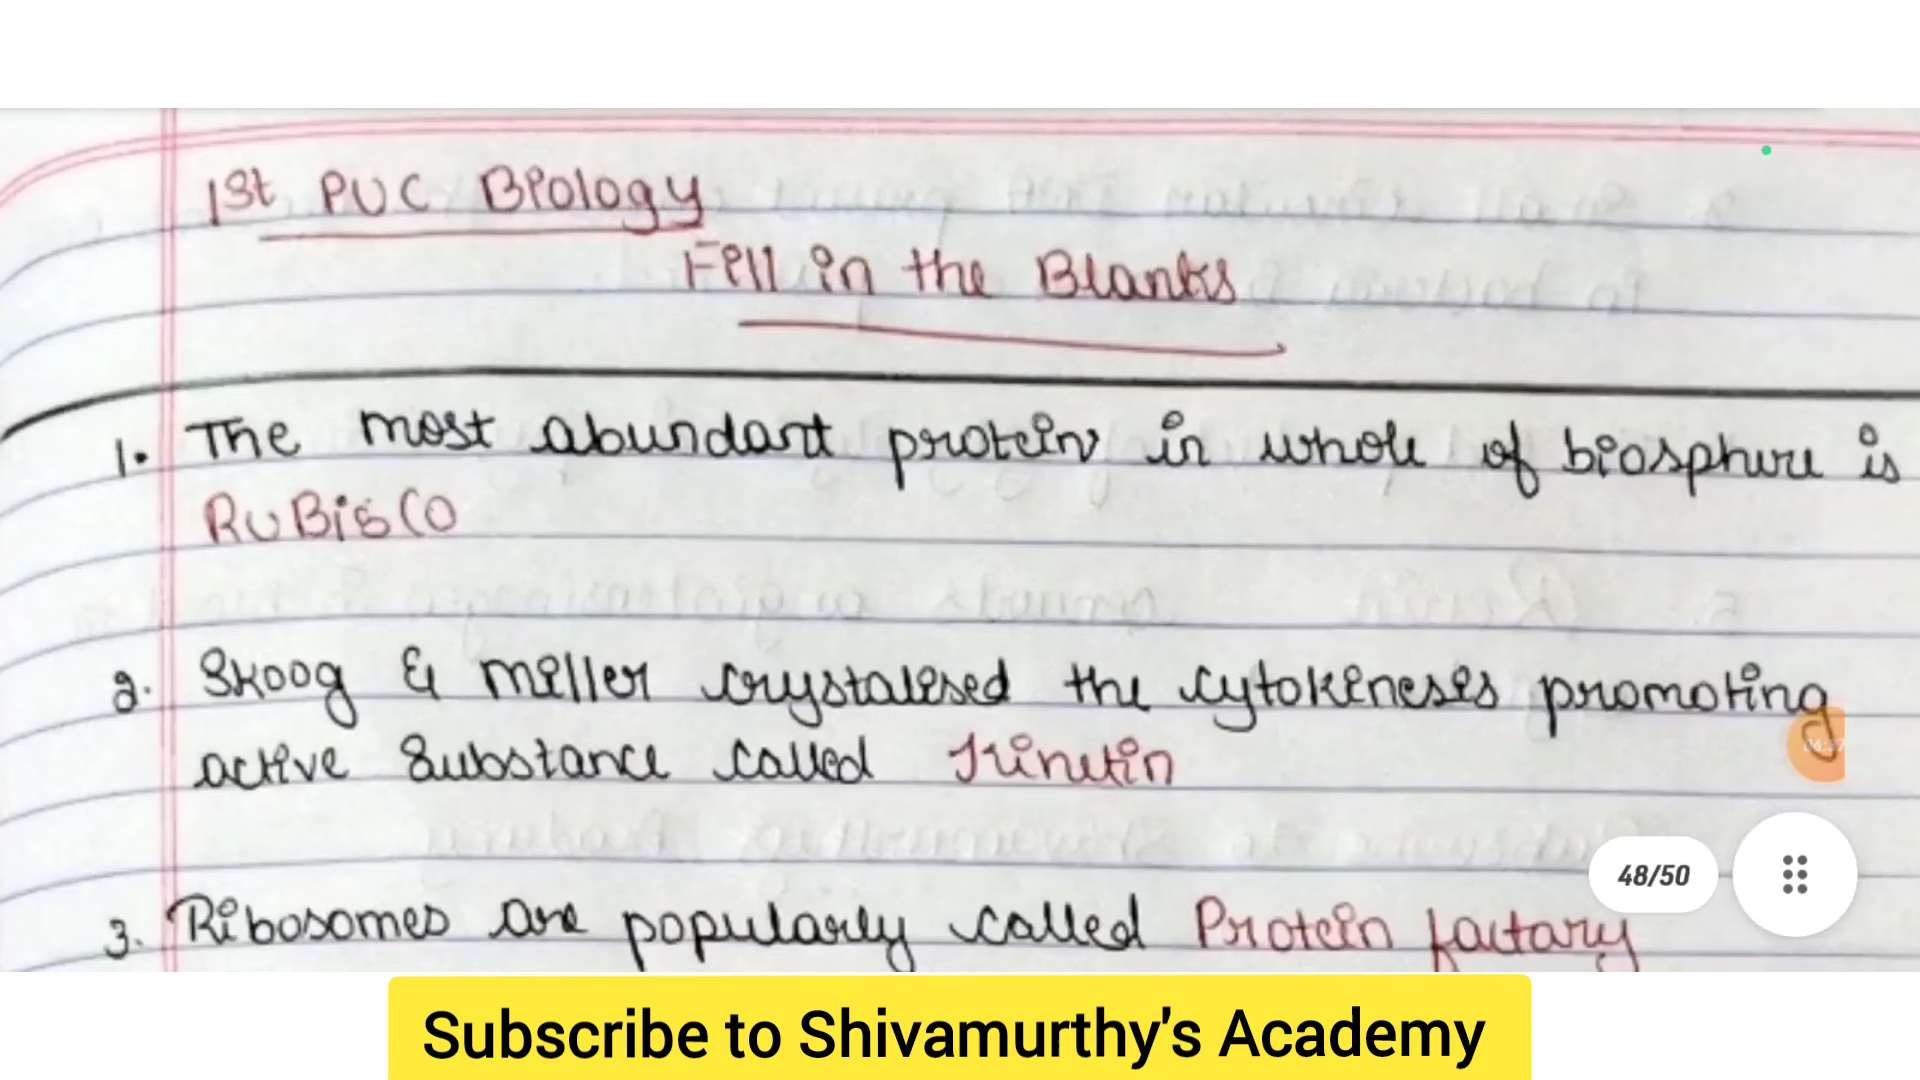 1st PUC Biology
Fill in the Blanks
1. The most abundant protein in whole of biosphere is
RuBisCO
2. Skoog & Miller crystalised the cytokinesis promoting
active substance called Kinetin
48/50
3. Ribosomes are popularly called Protein factory
Subscribe to Shivamurthy's Academy